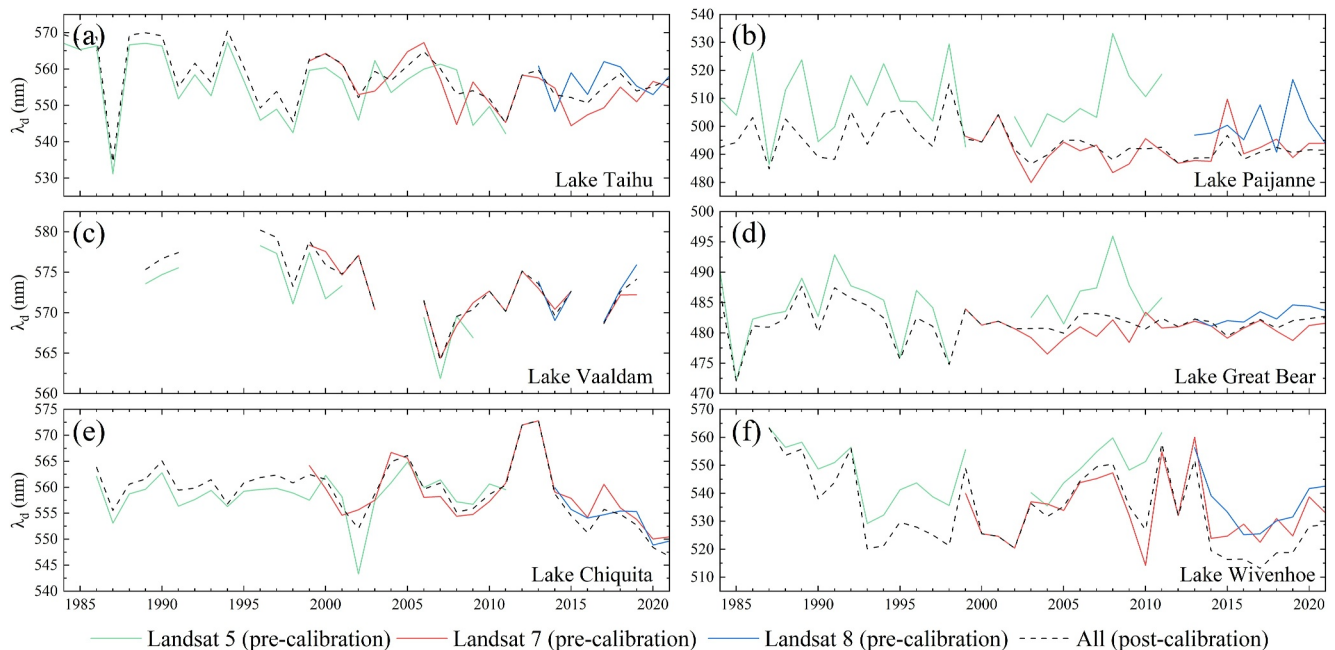 (a)
570
560
550
540
530
λd (nm)
Lake Taihu
(b)
540
530
520
510
500
490
480
Lake Paijanne
(c)
580
575
570
565
560
λd (nm)
Lake Vaaldam
(d)
500
495
490
485
480
475
470
Lake Great Bear
(e)
575
570
565
560
555
550
545
540
λd (nm)
Lake Chiquita
1985 1990 1995 2000 2005 2010 2015 2020
(f)
570
560
550
540
530
520
510
Lake Wivenhoe
1985 1990 1995 2000 2005 2010 2015 2020
Landsat 5 (pre-calibration) Landsat 7 (pre-calibration) Landsat 8 (pre-calibration) All (post-calibration)